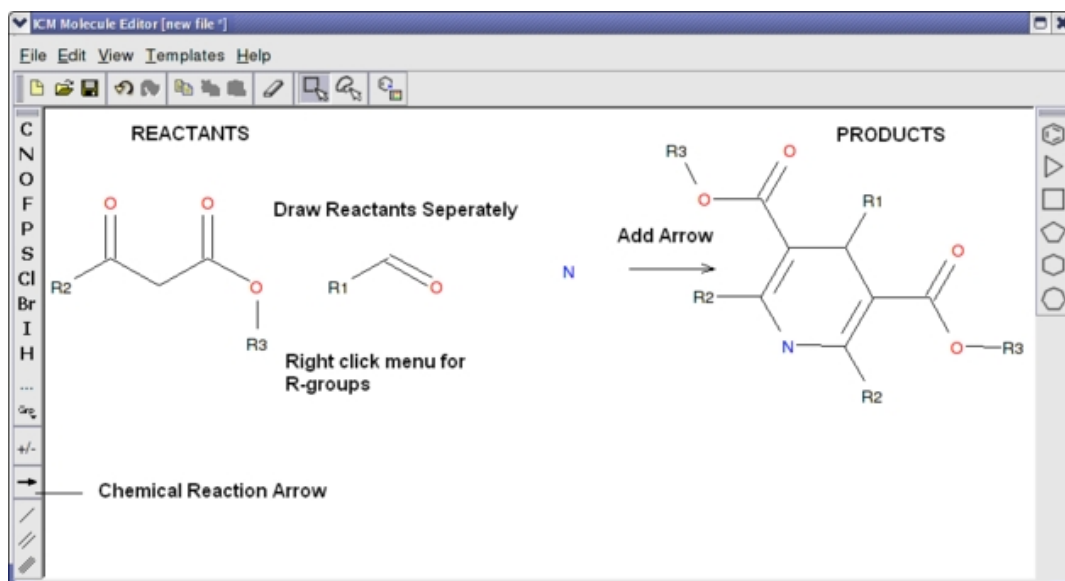 ICM Molecule Editor [new file *]
File Edit View Templates Help
REACTANTS
PRODUCTS
C
N
O
F
P
S
Cl
Br
I
H
...
Grp
+/-
O
O
R2
O
R3
Draw Reactants Seperately
R1
O
Right click menu for
R-groups
N
Add Arrow
R3
O
O
R1
R2
O
N
O
R3
R2
Chemical Reaction Arrow